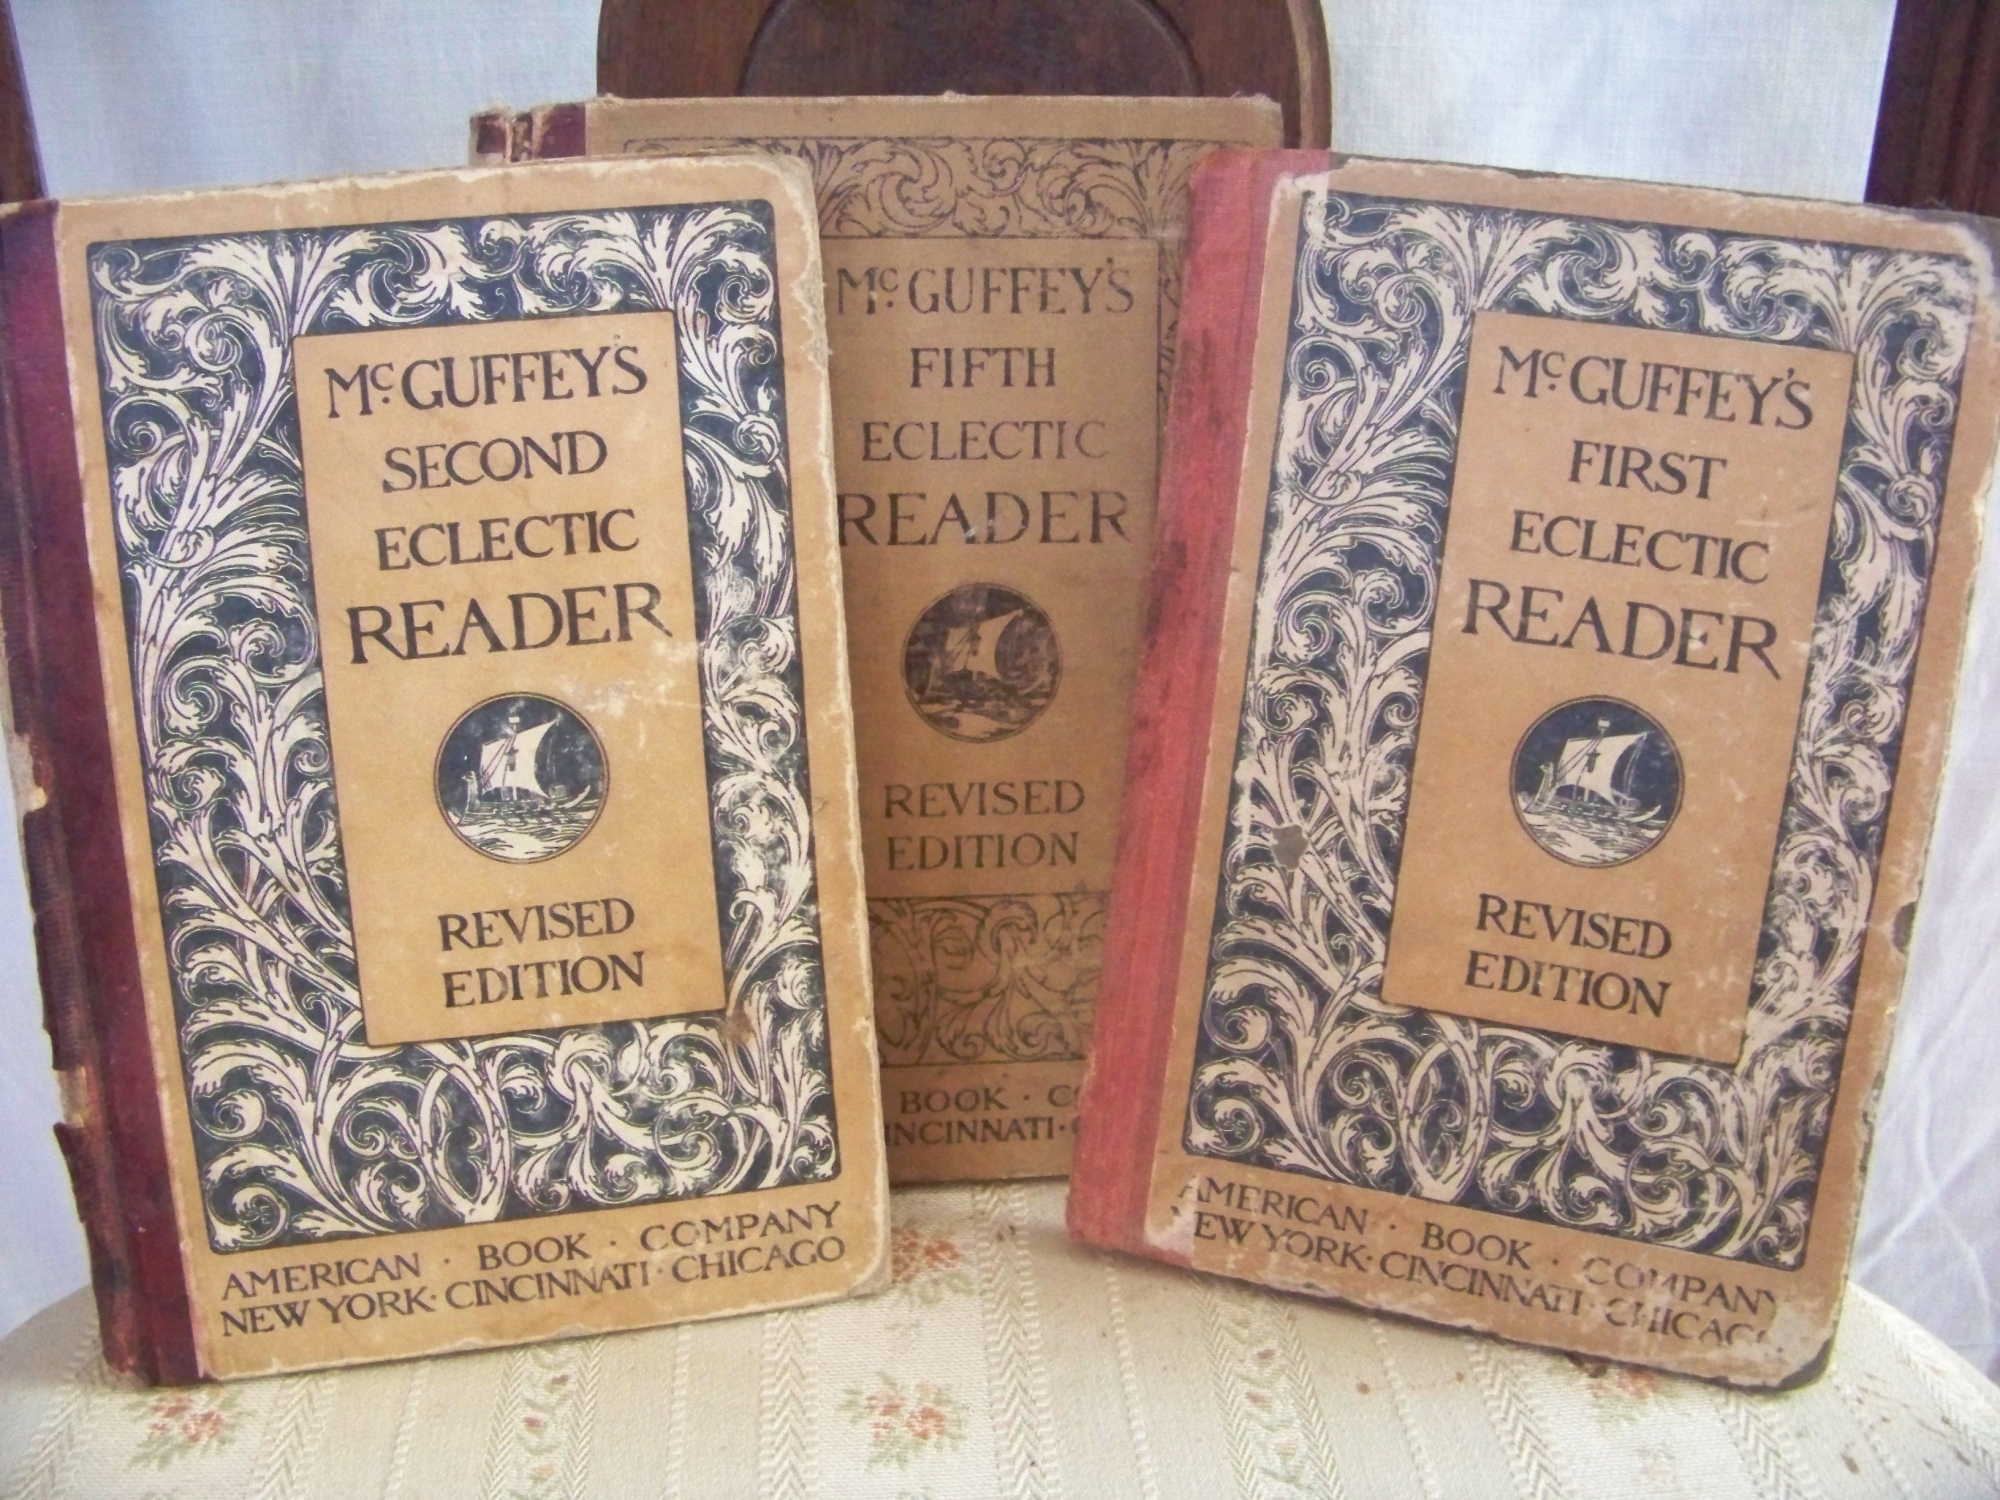 McGUFFEY'S
SECOND
ECLECTIC
READER
REVISED
EDITION
AMERICAN · BOOK · COMPANY
NEW YORK · CINCINNATI · CHICAGO
McGUFFEY'S
FIFTH
ECLECTIC
READER
REVISED
EDITION
BOOK ·
CINCINNATI ·
McGUFFEY'S
FIRST
ECLECTIC
READER
REVISED
EDITION
AMERICAN · BOOK · COMPANY
NEW YORK · CINCINNATI · CHICAGO